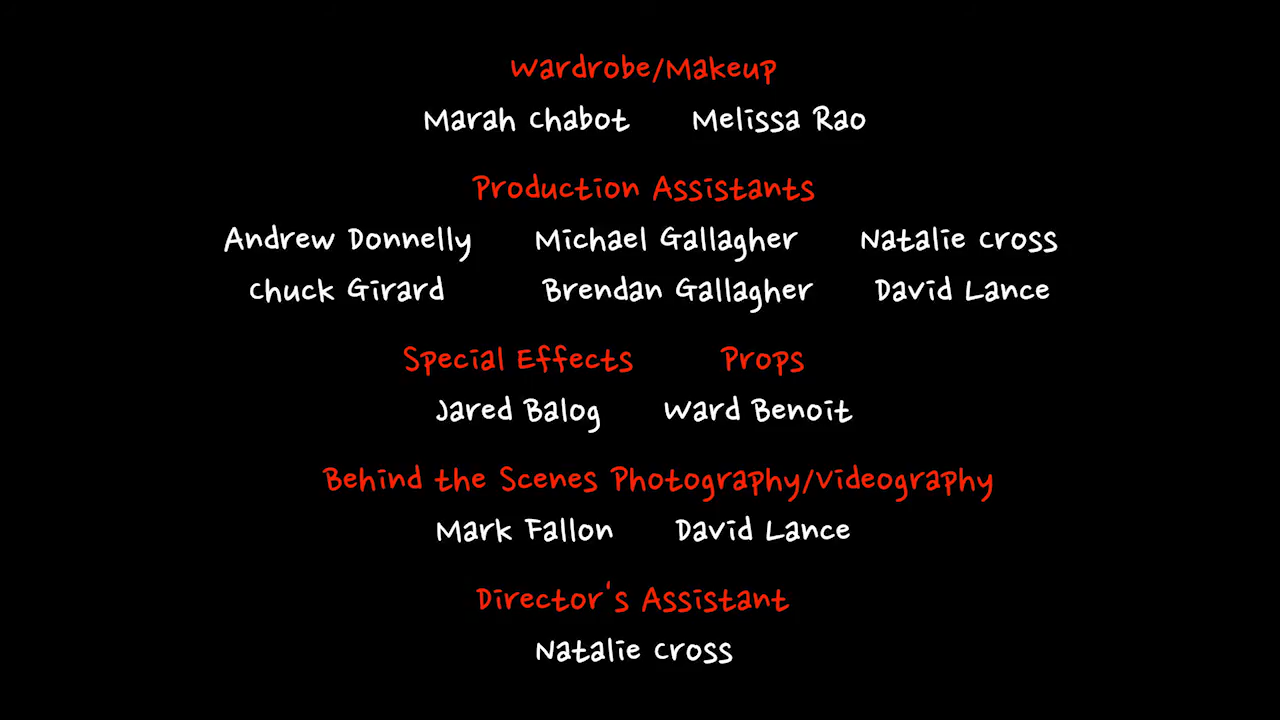 Wardrobe/Makeup
Marah Chabot Melissa Rao
Production Assistants
Andrew Donnelly Michael Gallagher Natalie Cross
Chuck Girard Brendan Gallagher David Lance
Special Effects Props
Jared Balog Ward Benoit
Behind the Scenes Photography/Videography
Mark Fallon David Lance
Director's Assistant
Natalie Cross